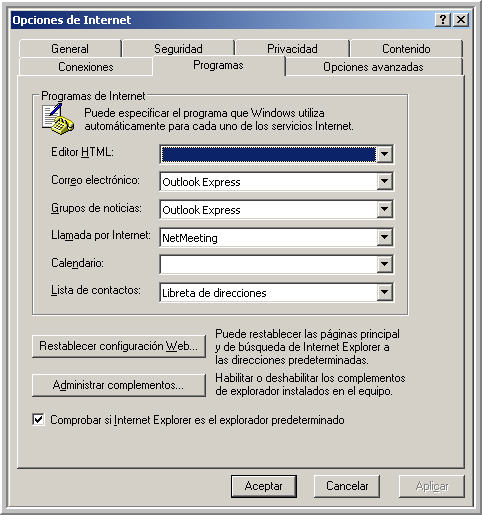 Opciones de Internet
General
Seguridad
Privacidad
Contenido
Conexiones
Programas
Opciones avanzadas
Programas de Internet
Puede especificar el programa que Windows utiliza
automáticamente para cada uno de los servicios Internet.
Editor HTML:
Correo electrónico:
Outlook Express
Grupos de noticias:
Outlook Express
Llamada por Internet:
NetMeeting
Calendario:
Lista de contactos:
Libreta de direcciones
Restablecer configuración Web...
Puede restablecer las páginas principal
y de búsqueda de Internet Explorer a
las direcciones predeterminadas.
Administrar complementos...
Habilitar o deshabilitar los complementos
de explorador instalados en el equipo.
Comprobar si Internet Explorer es el explorador predeterminado
Aceptar
Cancelar
Aplicar